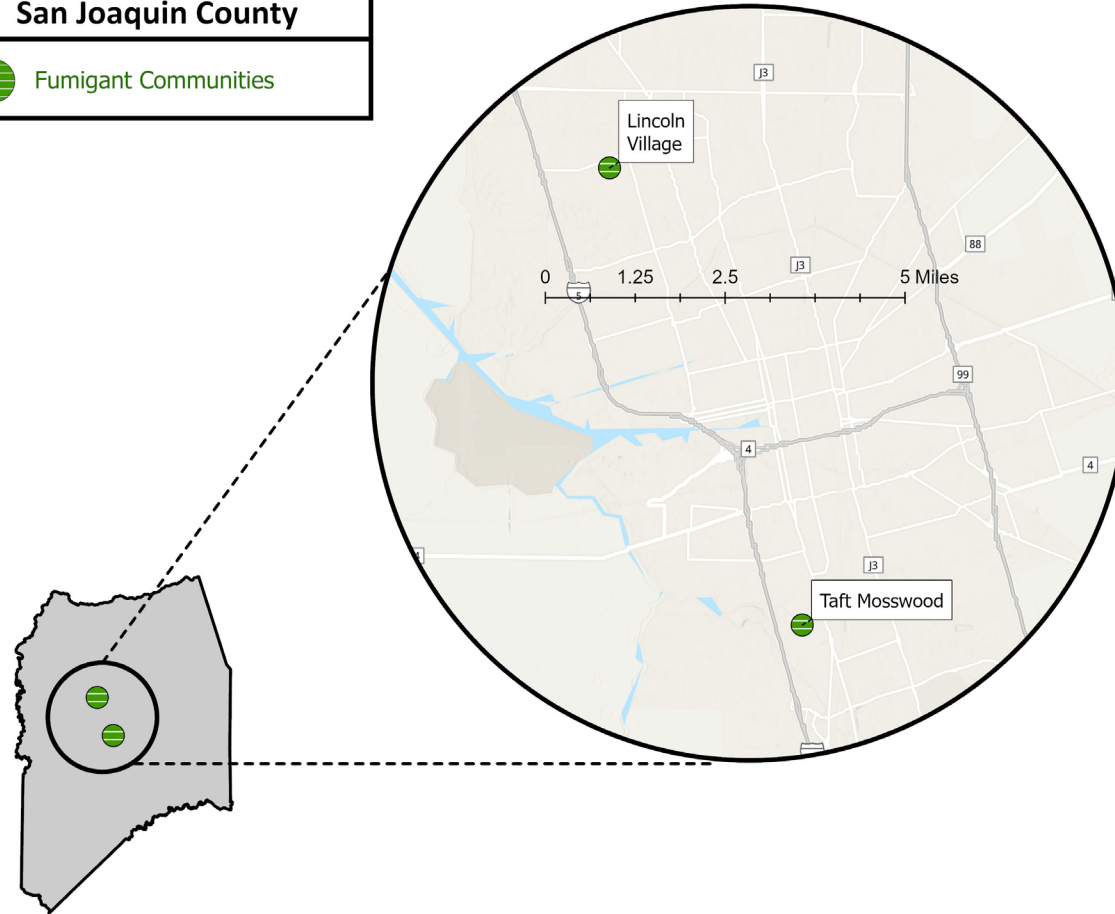 San Joaquin County
Fumigant Communities
J3
Lincoln
Village
88
J3
0 1.25 2.5 5 Miles
5
99
4
4
J3
Taft Mosswood